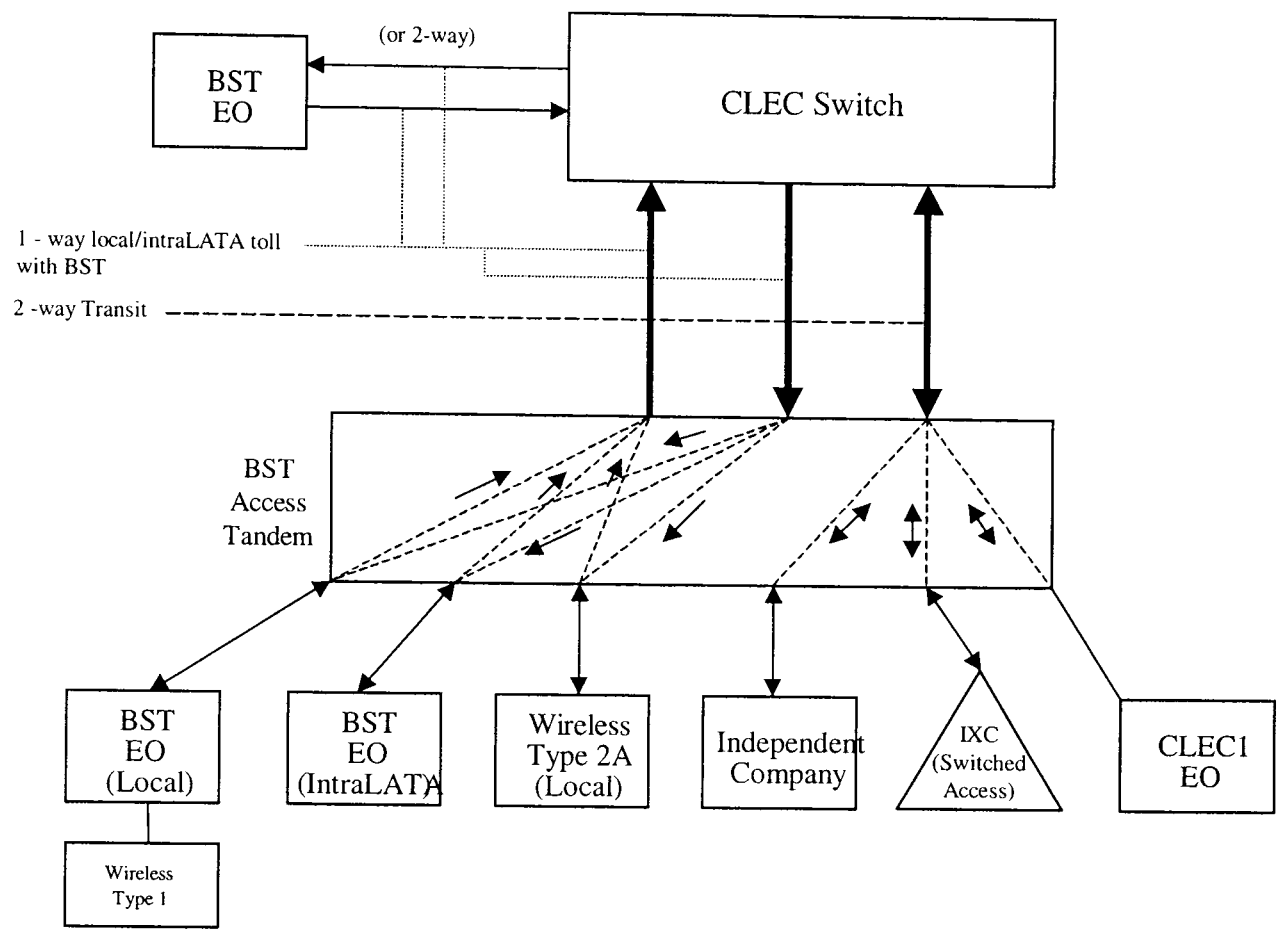 (or 2-way)
BST
EO
CLEC Switch
1 - way local/intraLATA toll
with BST
2 -way Transit
BST
Access
Tandem
BST
EO
(Local)
BST
EO
(IntraLATA)
Wireless
Type 2A
(Local)
Independent
Company
IXC
(Switched
Access)
CLEC1
EO
Wireless
Type 1